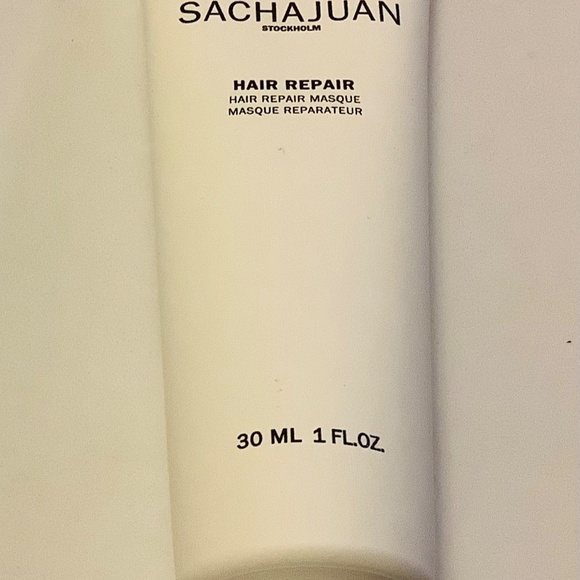 SACHAJUAN
STOCKHOLM
HAIR REPAIR
HAIR REPAIR MASQUE
MASQUE REPARATEUR
30 ML 1 FL.OZ.